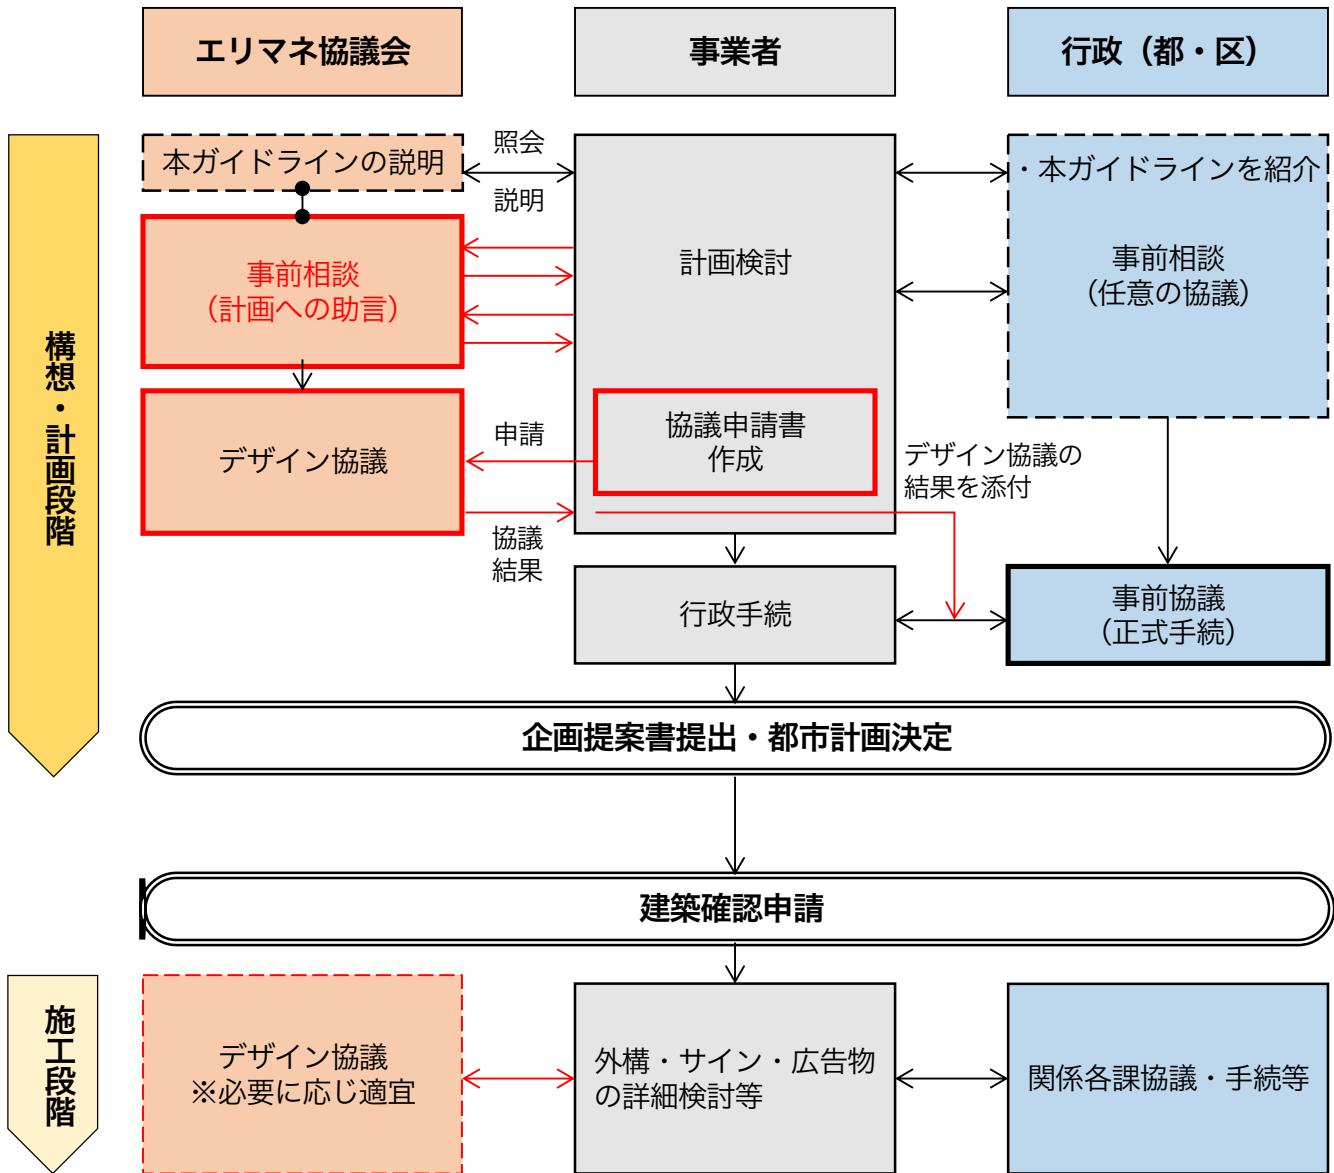 エリマネ協議会
事業者
行政（都・区）
構想・計画段階
本ガイドラインの説明
照会
説明
計画検討
・本ガイドラインを紹介
事前相談
（任意の協議）
事前相談
（計画への助言）
デザイン協議
申請
協議申請書
作成
デザイン協議の
結果を添付
協議
結果
行政手続
事前協議
（正式手続）
企画提案書提出・都市計画決定
建築確認申請
施工段階
デザイン協議
※必要に応じ適宜
外構・サイン・広告物
の詳細検討等
関係各課協議・手続等